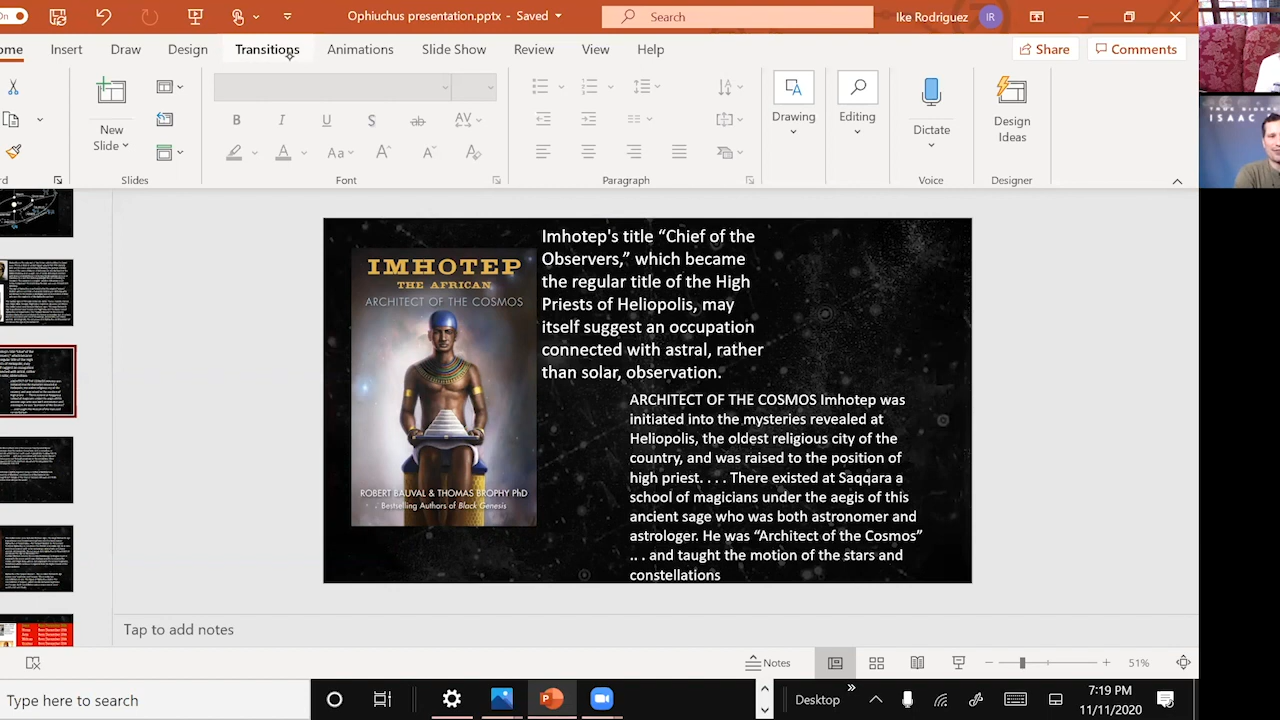 On
Ophiuchus presentation.pptx - Saved
Search
Ike Rodriguez
IR
ome
Insert
Draw
Design
Transitions
Animations
Slide Show
Review
View
Help
Share
Comments
New
Slide
Drawing
Editing
Dictate
Design
Ideas
rd
Slides
Font
Paragraph
Voice
Designer
ISAAC
Imhotep's title “Chief of the
Observers,” which became
the regular title of the High
Priests of Heliopolis, may
itself suggest an occupation
connected with astral, rather
than solar, observation.
IMHOTEP
THE AFRICAN
ARCHITECT OF THE COSMOS
ROBERT BAUVAL & THOMAS BROPHY PhD
Bestselling Authors of Black Genesis
ARCHITECT OF THE COSMOS Imhotep was
initiated into the mysteries revealed at
Heliopolis, the oldest religious city of the
country, and was raised to the position of
high priest. . . . There existed at Saqqara a
school of magicians under the aegis of this
ancient sage who was both astronomer and
astrologer. He was “Architect of the Cosmos”
.. . and taught the motion of the stars and
constellations
Tap to add notes
Notes
51%
Type here to search
Desktop
7:19 PM
11/11/2020